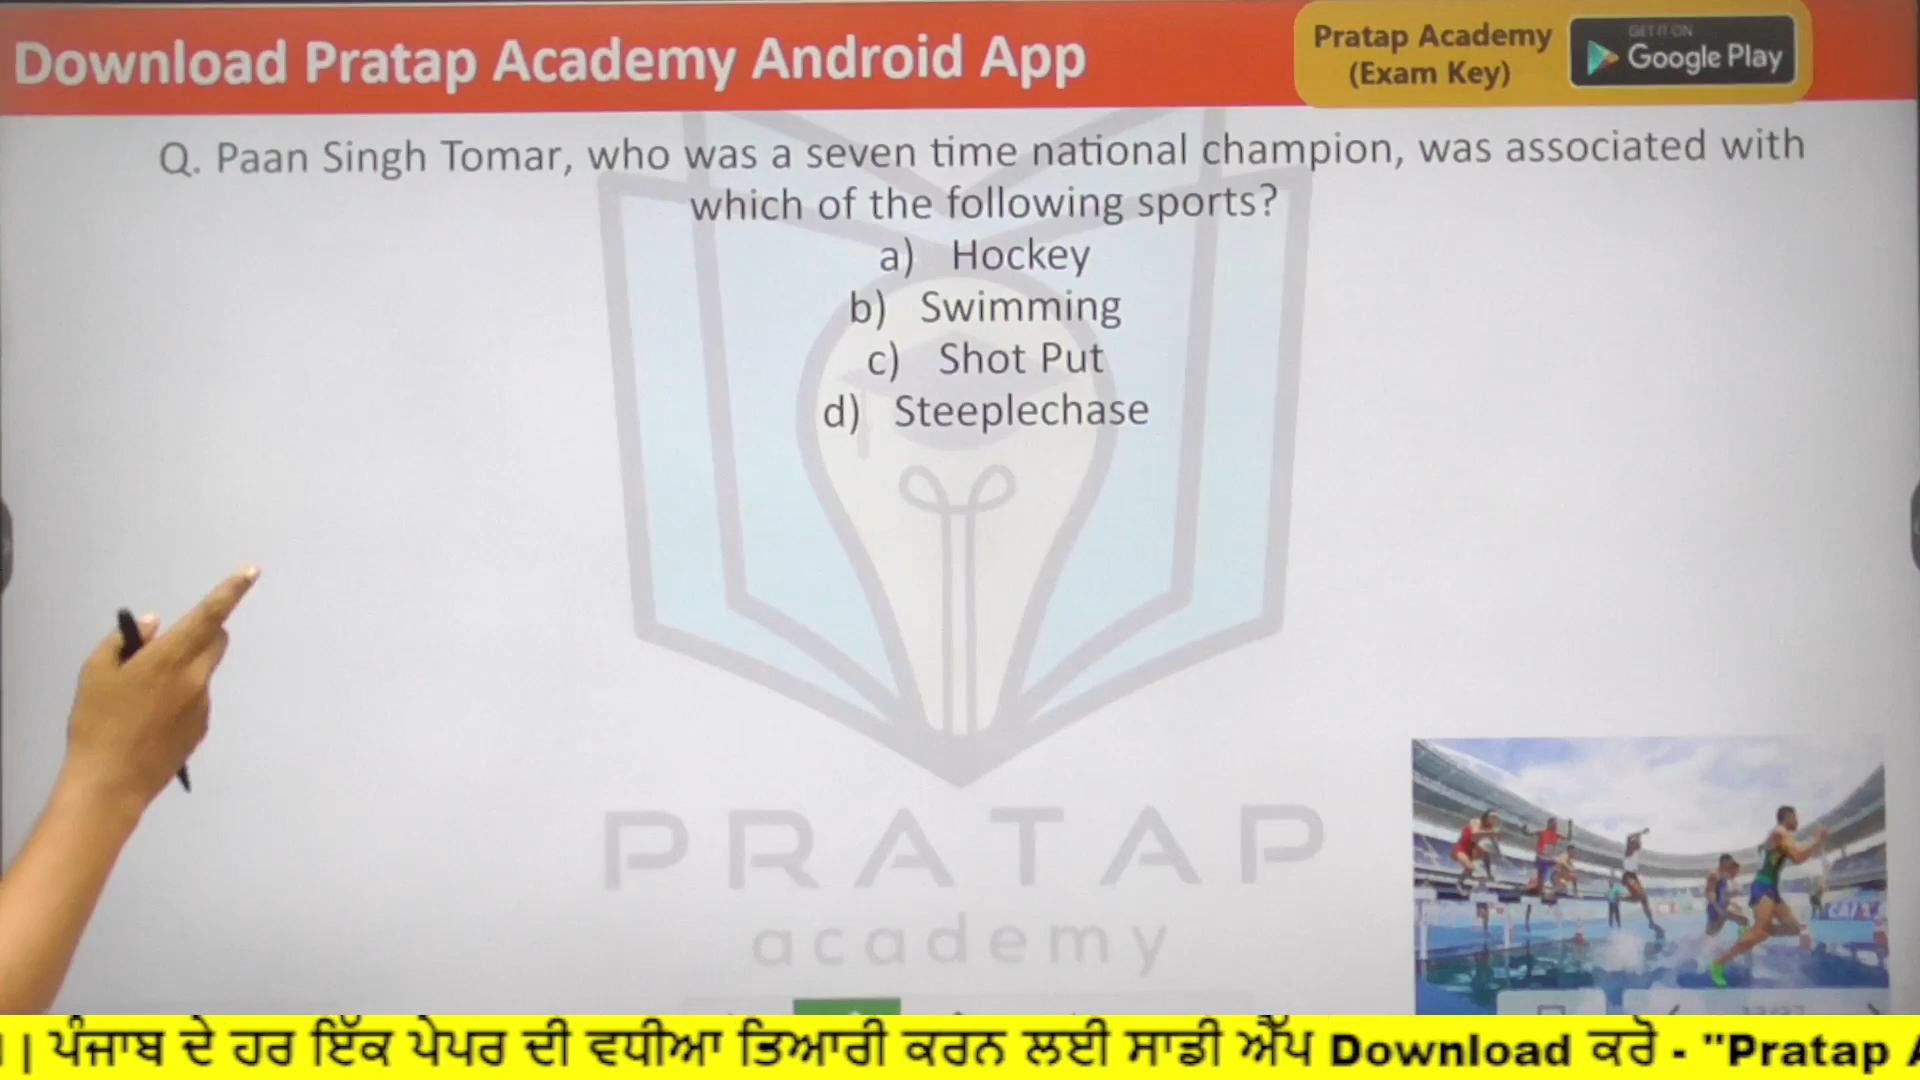 Download Pratap Academy Android App
Pratap Academy
(Exam Key)
GET IT ON
Google Play
Q. Paan Singh Tomar, who was a seven time national champion, was associated with
which of the following sports?
a) Hockey
b) Swimming
c) Shot Put
d) Steeplechase
PRATAP
academy
| ਪੰਜਾਬ ਦੇ ਹਰ ਇੱਕ ਪੇਪਰ ਦੀ ਵਧੀਆ ਤਿਆਰੀ ਕਰਨ ਲਈ ਸਾਡੀ ਐੱਪ Download ਕਰੋ - "Pratap A